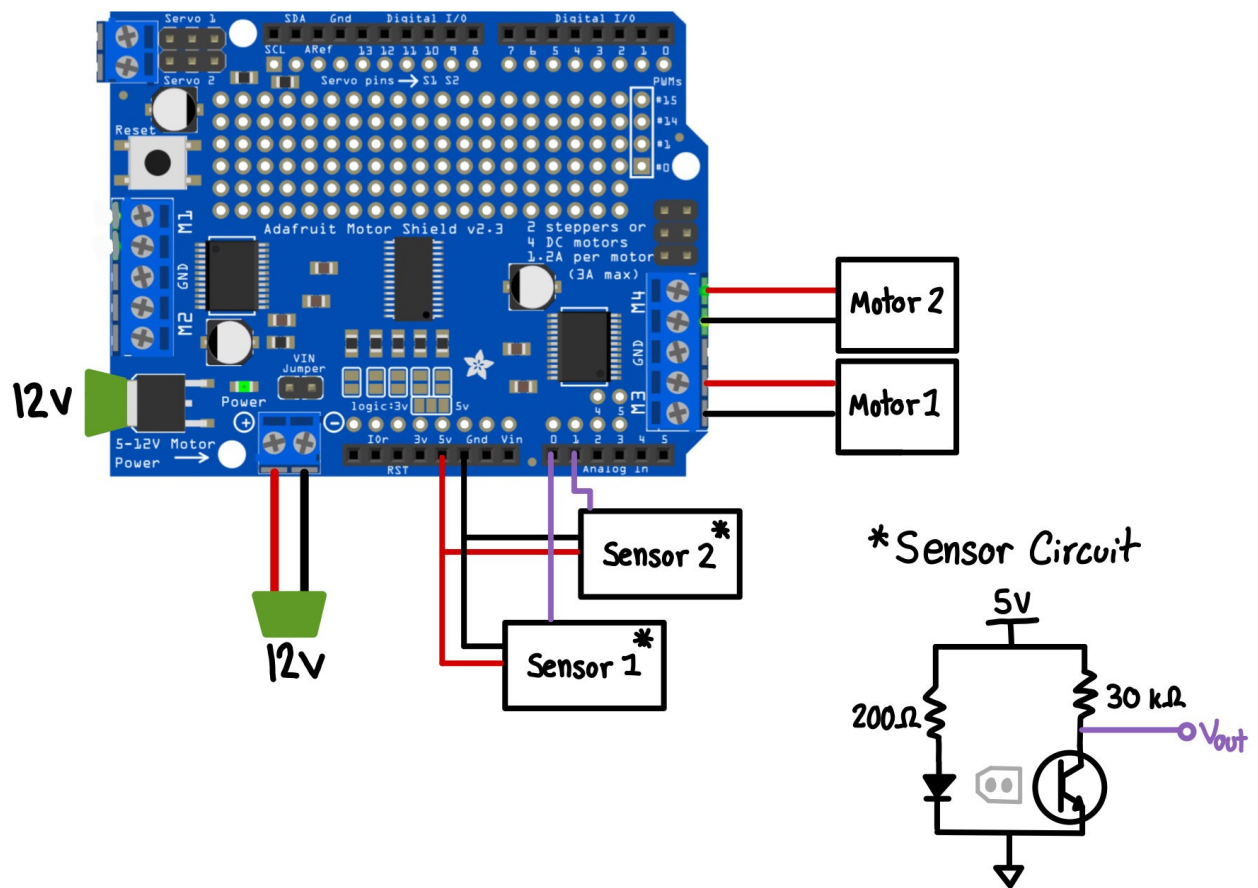 Servo 1
SDA Gnd Digital I/O Digital I/O
SCL ARef 13 12 11 10 9 8 7 6 5 4 3 2 1 0
Servo 2
Servo pins → S1 S2
PWMs
#15
#14
#1
#0
Reset
M1
GND
M2
Adafruit Motor Shield v2.3
2 steppers or
4 DC motors
1.2A per motor
(3A max)
M4
GND
M3
Motor 2
Motor 1
VIN
Jumper
Power
logic:3v 5v
4 5
12V
5-12V Motor
Power →
+ -
IOr 3v 5v Gnd Vin 0 1 2 3 4 5
RST
Analog In
Sensor 2*
Sensor 1*
12V
*Sensor Circuit
5V
200Ω
30 kΩ
Vout